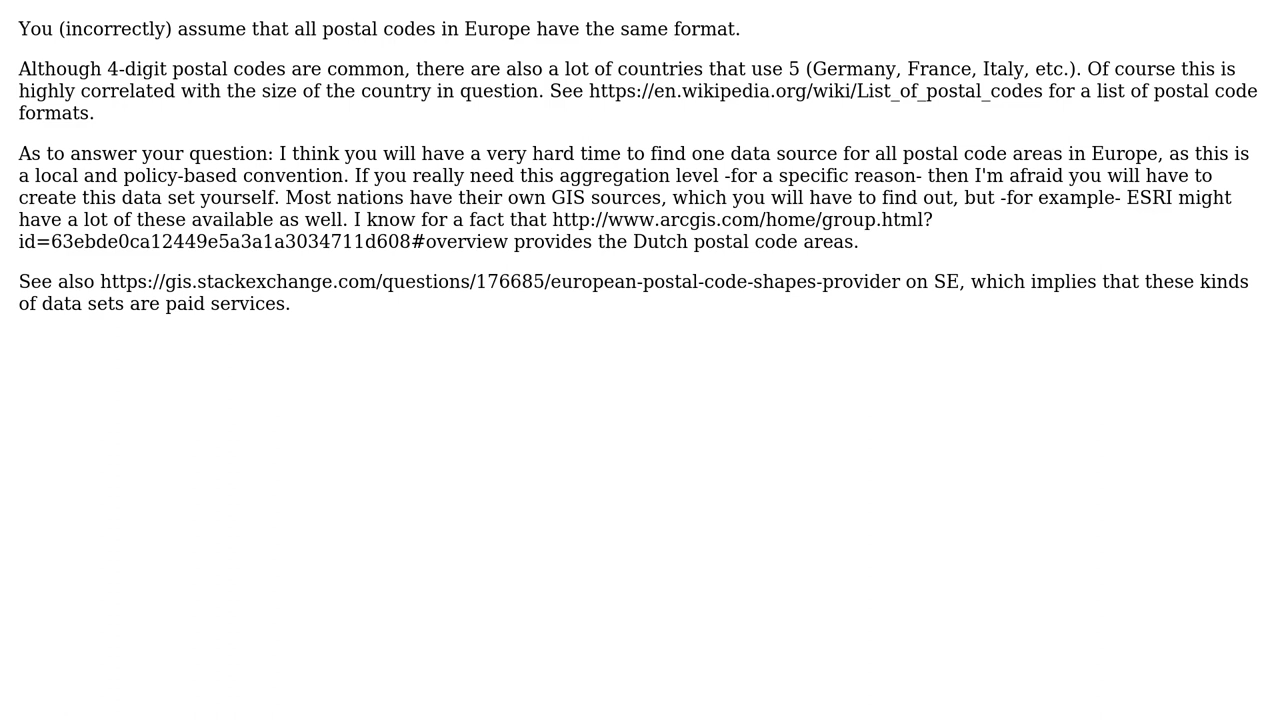 You (incorrectly) assume that all postal codes in Europe have the same format.
Although 4-digit postal codes are common, there are also a lot of countries that use 5 (Germany, France, Italy, etc.). Of course this is
highly correlated with the size of the country in question. See https://en.wikipedia.org/wiki/List_of_postal_codes for a list of postal code
formats.
As to answer your question: I think you will have a very hard time to find one data source for all postal code areas in Europe, as this is
a local and policy-based convention. If you really need this aggregation level -for a specific reason- then I'm afraid you will have to
create this data set yourself. Most nations have their own GIS sources, which you will have to find out, but -for example- ESRI might
have a lot of these available as well. I know for a fact that http://www.arcgis.com/home/group.html?
id=63ebde0ca12449e5a3a1a3034711d608#overview provides the Dutch postal code areas.
See also https://gis.stackexchange.com/questions/176685/european-postal-code-shapes-provider on SE, which implies that these kinds
of data sets are paid services.